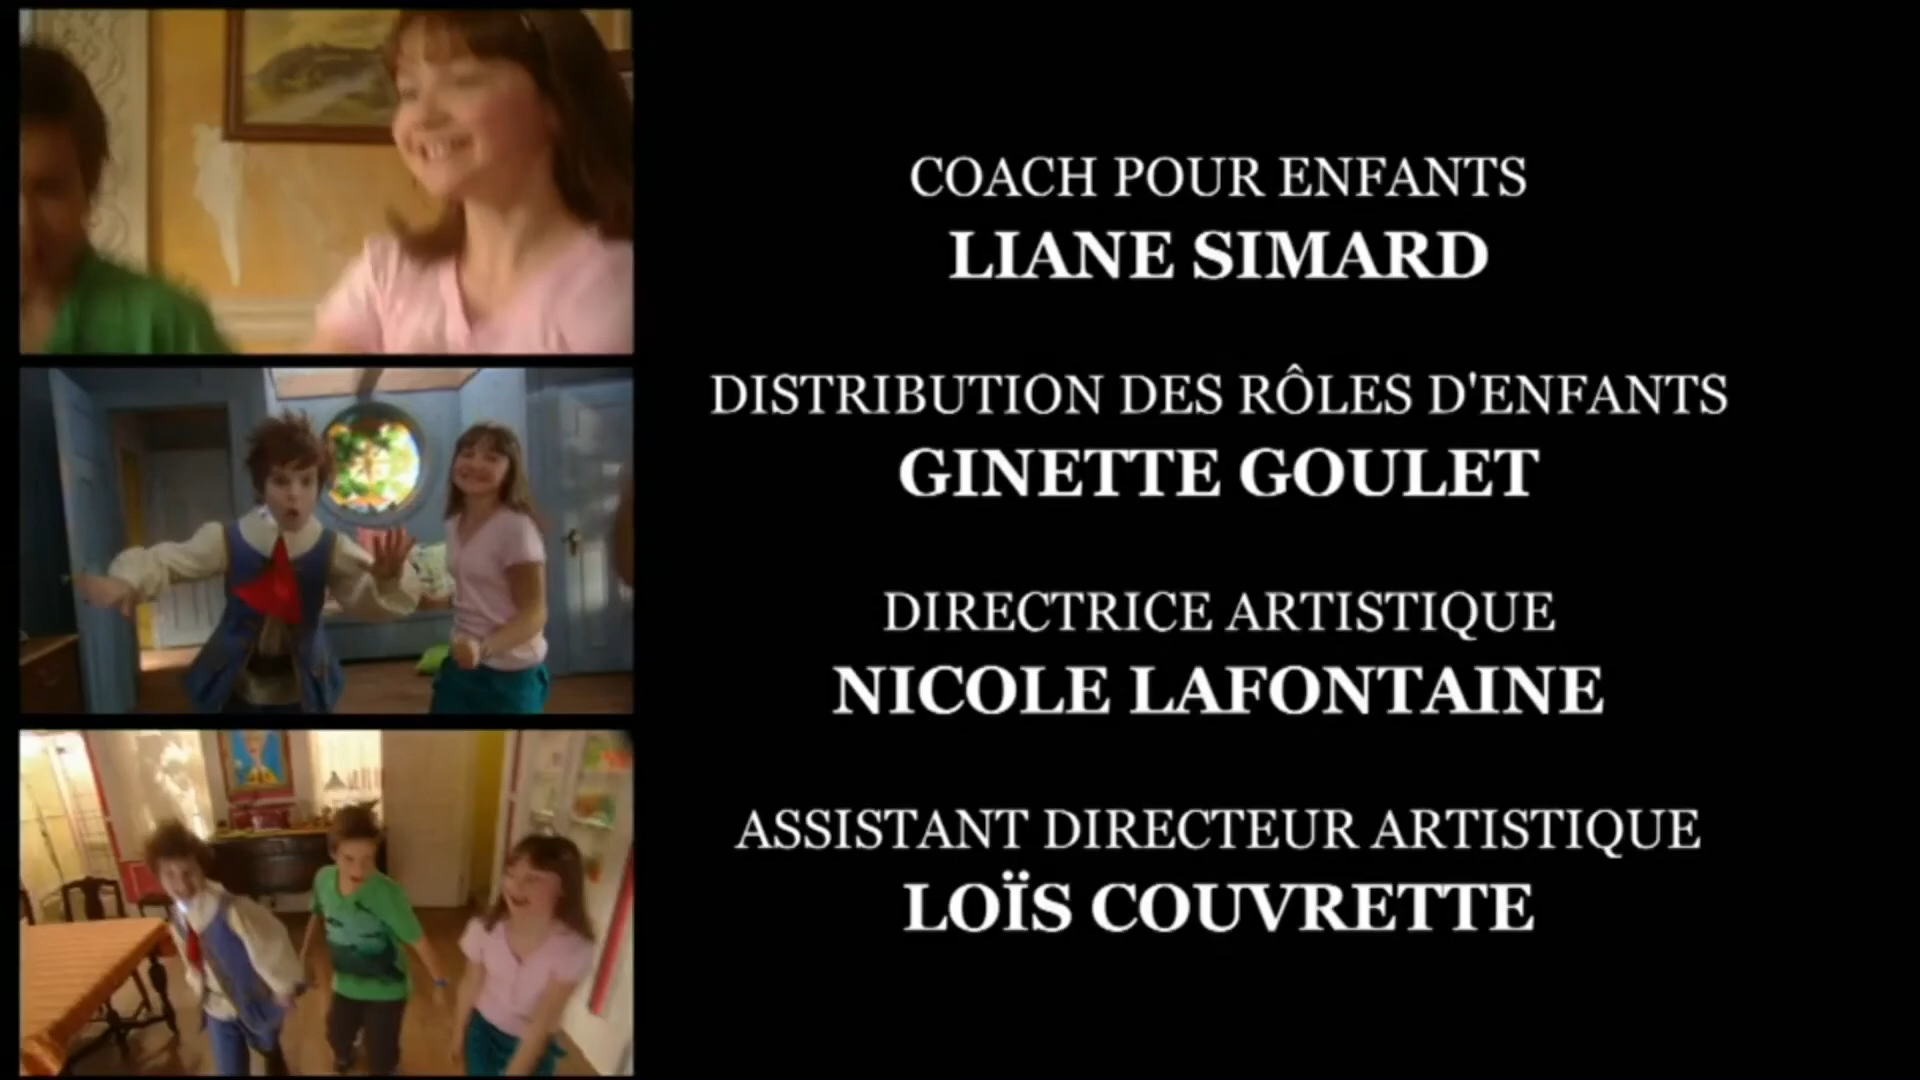 COACH POUR ENFANTS
LIANE SIMARD
DISTRIBUTION DES RÔLES D'ENFANTS
GINETTE GOULET
DIRECTRICE ARTISTIQUE
NICOLE LAFONTAINE
ASSISTANT DIRECTEUR ARTISTIQUE
LOÏS COUVRETTE